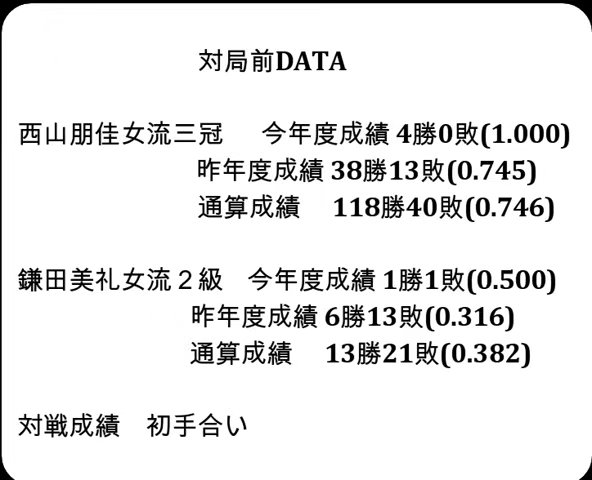 対局前DATA
西山朋佳女流三冠　今年度成績 4勝0敗(1.000)
昨年度成績 38勝13敗(0.745)
通算成績　118勝40敗(0.746)
鎌田美礼女流２級　今年度成績 1勝1敗(0.500)
昨年度成績 6勝13敗(0.316)
通算成績　13勝21敗(0.382)
対戦成績　初手合い